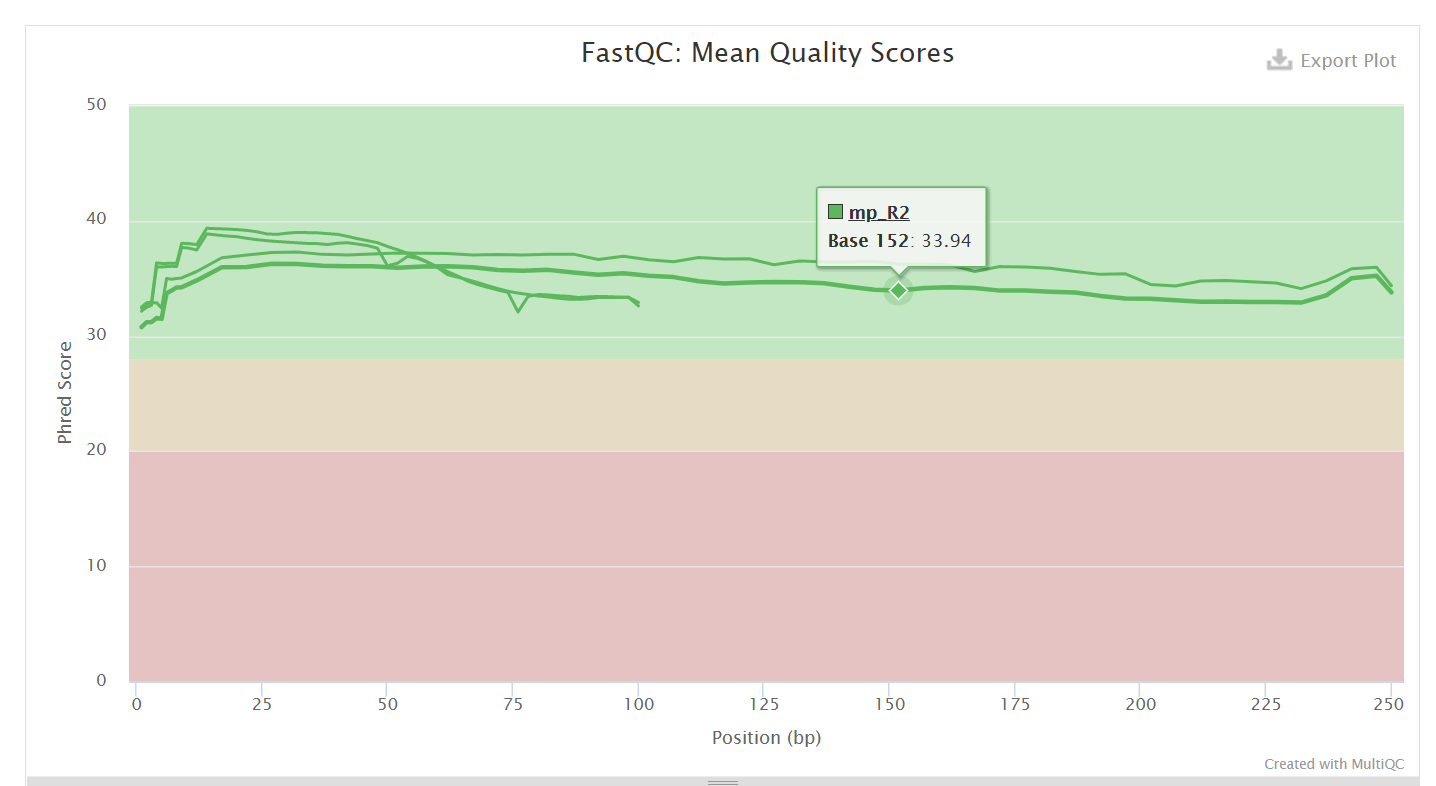 FastQC: Mean Quality Scores
Export Plot
50
40
30
20
10
0
Phred Score
mp_R2
Base 152: 33.94
0 25 50 75 100 125 150 175 200 225 250
Position (bp)
Created with MultiQC